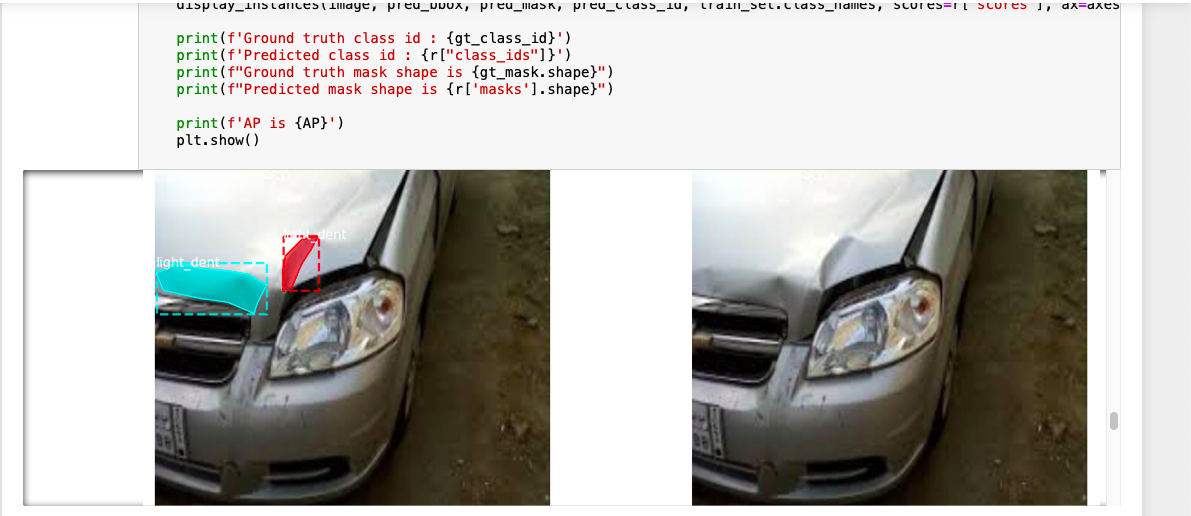 display_instances(image, pred_bbox, pred_mask, pred_class_id, train_set.class_names, scores=r['scores'], ax=axes
print(f'Ground truth class id : {gt_class_id}')
print(f'Predicted class id : {r["class_ids"]}')
print(f"Ground truth mask shape is {gt_mask.shape}")
print(f"Predicted mask shape is {r['masks'].shape}")
print(f'AP is {AP}')
plt.show()
light_dent
light_dent